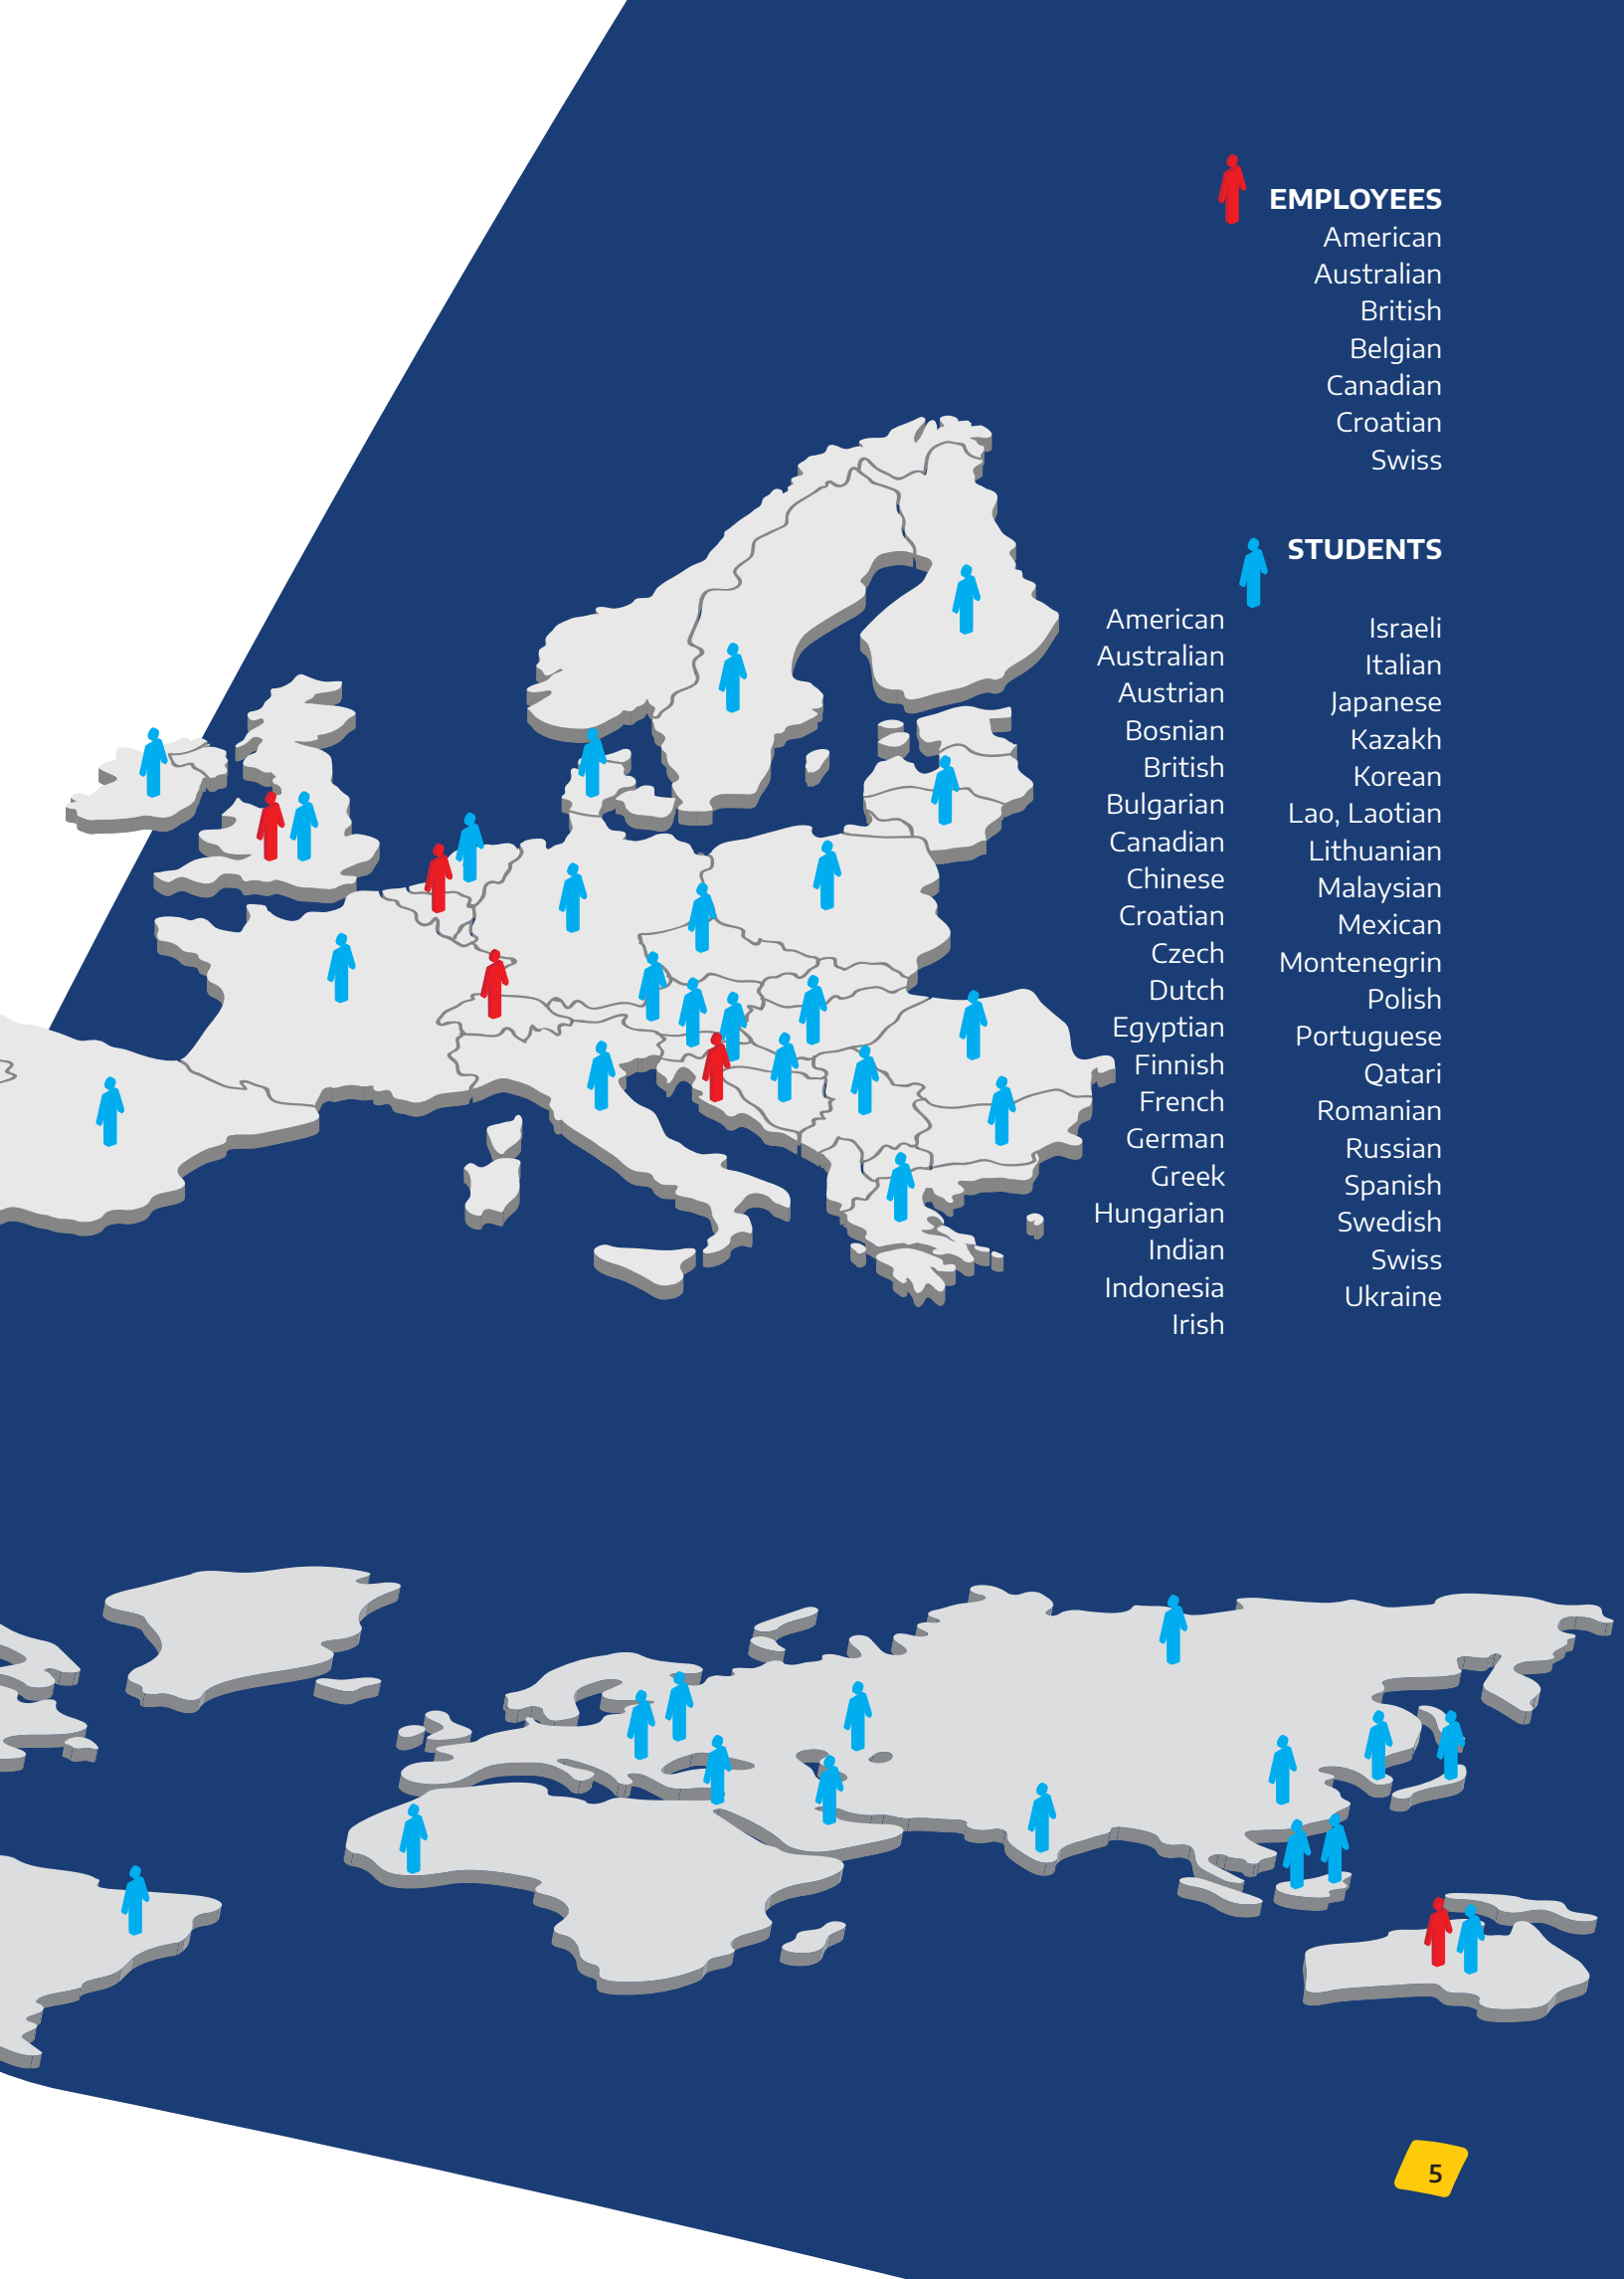 EMPLOYEES
American
Australian
British
Belgian
Canadian
Croatian
Swiss
STUDENTS
American
Australian
Austrian
Bosnian
British
Bulgarian
Canadian
Chinese
Croatian
Czech
Dutch
Egyptian
Finnish
French
German
Greek
Hungarian
Indian
Indonesia
Irish
Israeli
Italian
Japanese
Kazakh
Korean
Lao, Laotian
Lithuanian
Malaysian
Mexican
Montenegrin
Polish
Portuguese
Qatari
Romanian
Russian
Spanish
Swedish
Swiss
Ukraine
5